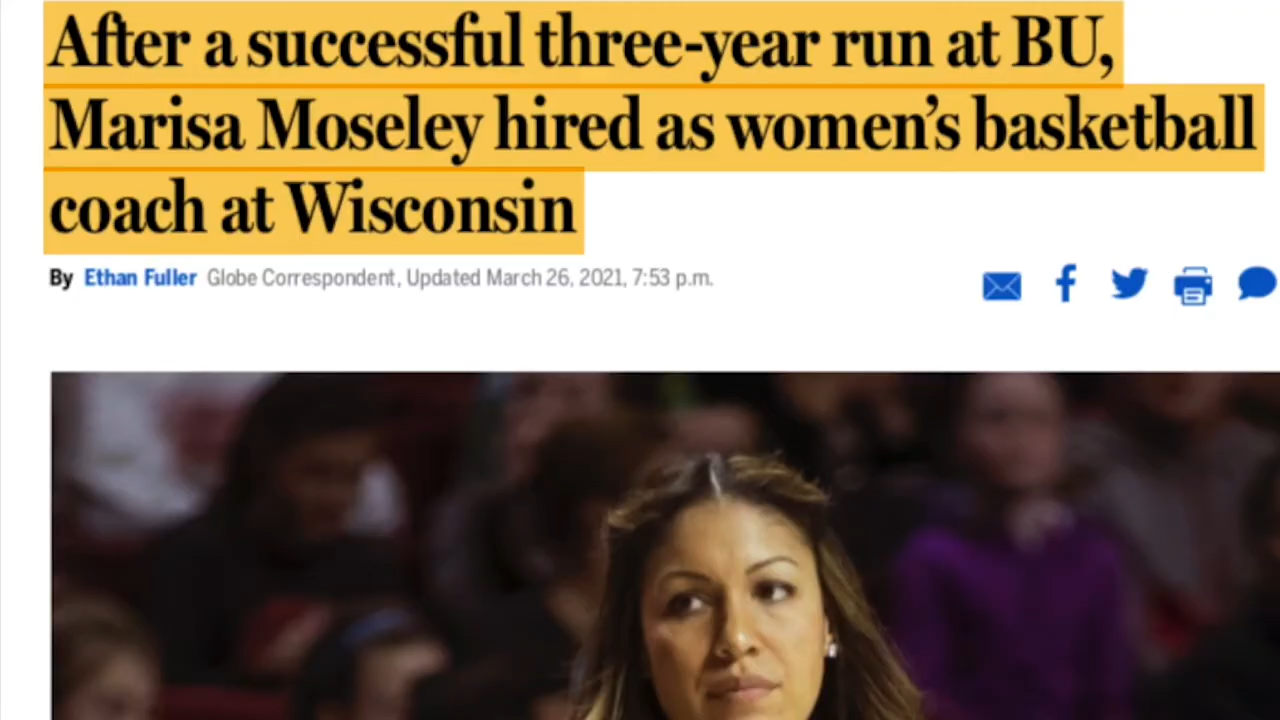 After a successful three-year run at BU,
Marisa Moseley hired as women’s basketball
coach at Wisconsin
By Ethan Fuller Globe Correspondent, Updated March 26, 2021, 7:53 p.m.